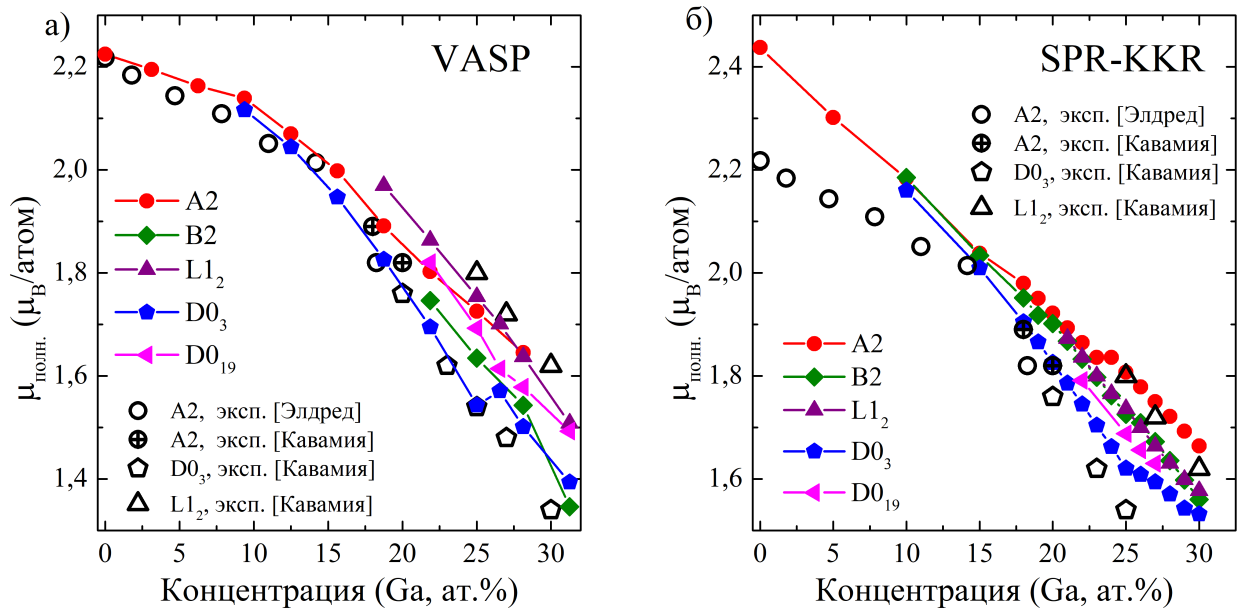 а)
VASP
2,2
2,0
1,8
1,6
1,4
μполн. (μB/атом)
A2
B2
L12
D03
D019
A2, эксп. [Элдред]
A2, эксп. [Кавамия]
D03, эксп. [Кавамия]
L12, эксп. [Кавамия]
0 5 10 15 20 25 30
Концентрация (Ga, ат.%)
б)
SPR-KKR
2,4
2,2
2,0
1,8
1,6
μполн. (μB/атом)
A2, эксп. [Элдред]
A2, эксп. [Кавамия]
D03, эксп. [Кавамия]
L12, эксп. [Кавамия]
A2
B2
L12
D03
D019
0 5 10 15 20 25 30
Концентрация (Ga, ат.%)